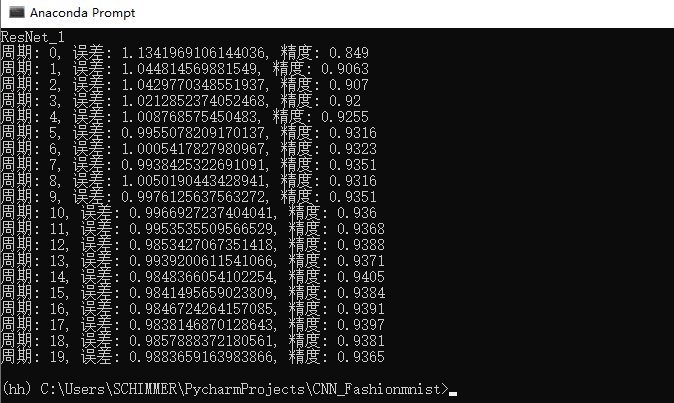 Anaconda Prompt
ResNet_1
周期: 0, 误差: 1.1341969106144036, 精度: 0.849
周期: 1, 误差: 1.044814569881549, 精度: 0.9063
周期: 2, 误差: 1.0429770348551937, 精度: 0.907
周期: 3, 误差: 1.0212852374052468, 精度: 0.92
周期: 4, 误差: 1.008768575450483, 精度: 0.9255
周期: 5, 误差: 0.9955078209170137, 精度: 0.9316
周期: 6, 误差: 1.0005417827980967, 精度: 0.9323
周期: 7, 误差: 0.9938425322691091, 精度: 0.9351
周期: 8, 误差: 1.0050190443428941, 精度: 0.9316
周期: 9, 误差: 0.9976125637563272, 精度: 0.9351
周期: 10, 误差: 0.9966927237404041, 精度: 0.936
周期: 11, 误差: 0.9953535509566529, 精度: 0.9368
周期: 12, 误差: 0.9853427067351418, 精度: 0.9388
周期: 13, 误差: 0.9939200611541066, 精度: 0.9371
周期: 14, 误差: 0.9848366054102254, 精度: 0.9405
周期: 15, 误差: 0.9841495659023809, 精度: 0.9384
周期: 16, 误差: 0.9846724264157085, 精度: 0.9391
周期: 17, 误差: 0.9838146870128643, 精度: 0.9397
周期: 18, 误差: 0.9857888372180561, 精度: 0.9381
周期: 19, 误差: 0.9883659163983866, 精度: 0.9365
(hh) C:\Users\SCHIMMER\PycharmProjects\CNN_Fashionmnist>